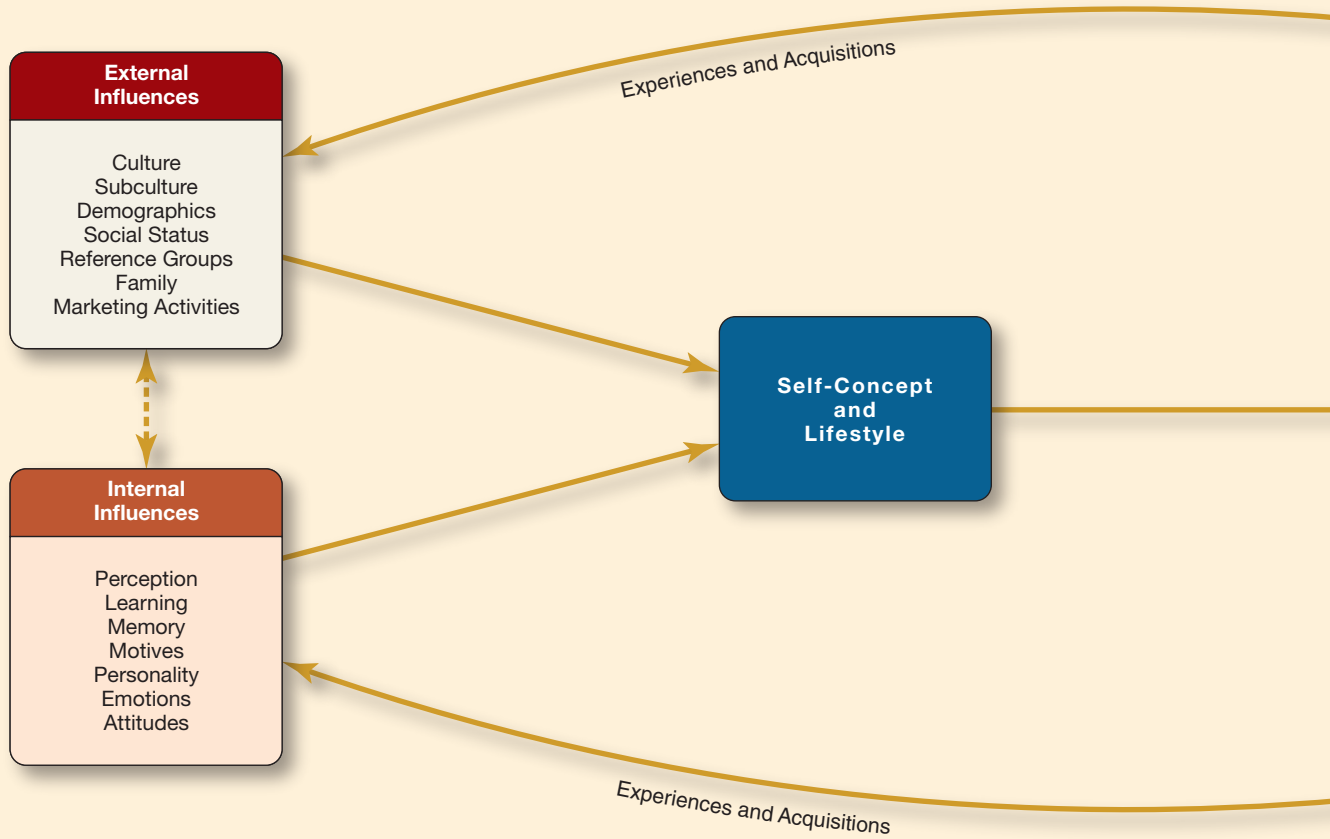 Experiences and Acquisitions
External
Influences
Culture
Subculture
Demographics
Social Status
Reference Groups
Family
Marketing Activities
Self-Concept
and
Lifestyle
Internal
Influences
Perception
Learning
Memory
Motives
Personality
Emotions
Attitudes
Experiences and Acquisitions